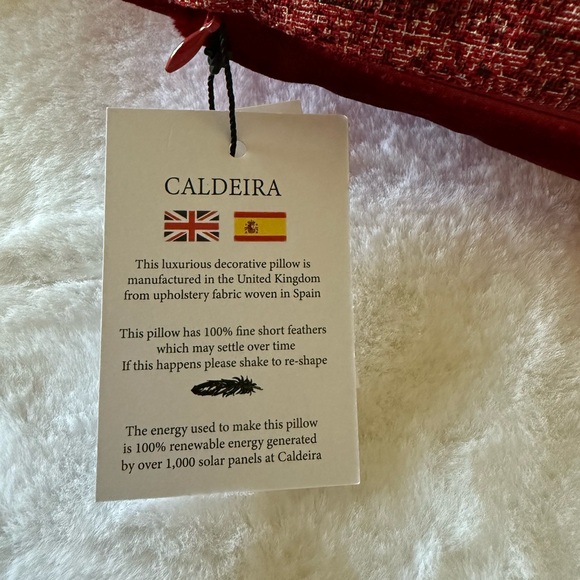 CALDEIRA
This luxurious decorative pillow is
manufactured in the United Kingdom
from upholstery fabric woven in Spain
This pillow has 100% fine short feathers
which may settle over time
If this happens please shake to re-shape
The energy used to make this pillow
is 100% renewable energy generated
by over 1,000 solar panels at Caldeira